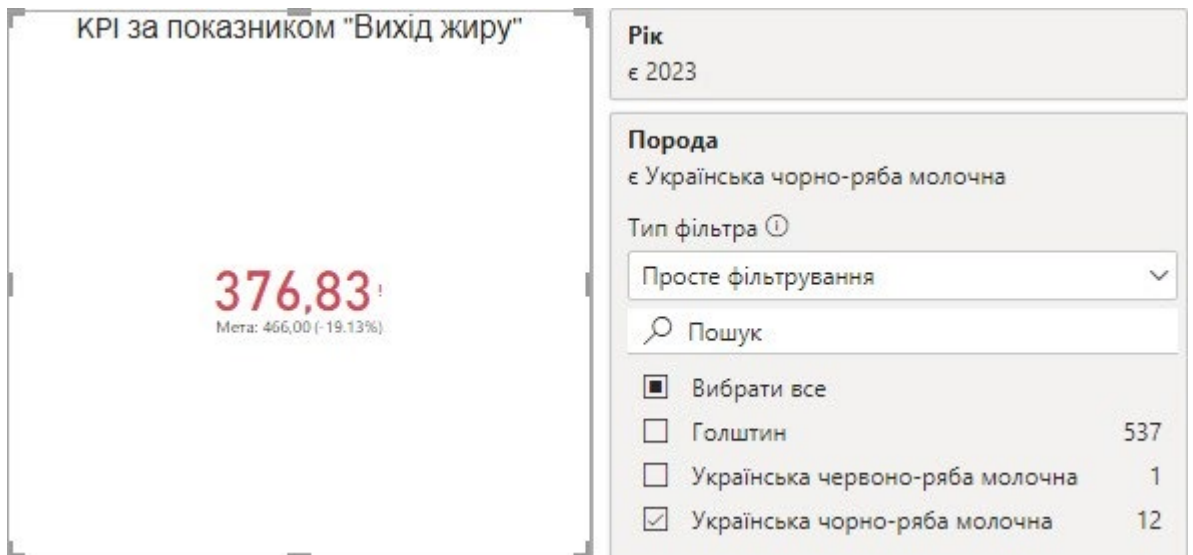 KPI за показником "Вихід жиру"
376,83!
Мета: 466,00 (-19.13%)
Рік
є 2023
Порода
є Українська чорно-ряба молочна
Тип фільтра
Просте фільтрування
Пошук
Вибрати все
Голштин 537
Українська червоно-ряба молочна 1
Українська чорно-ряба молочна 12